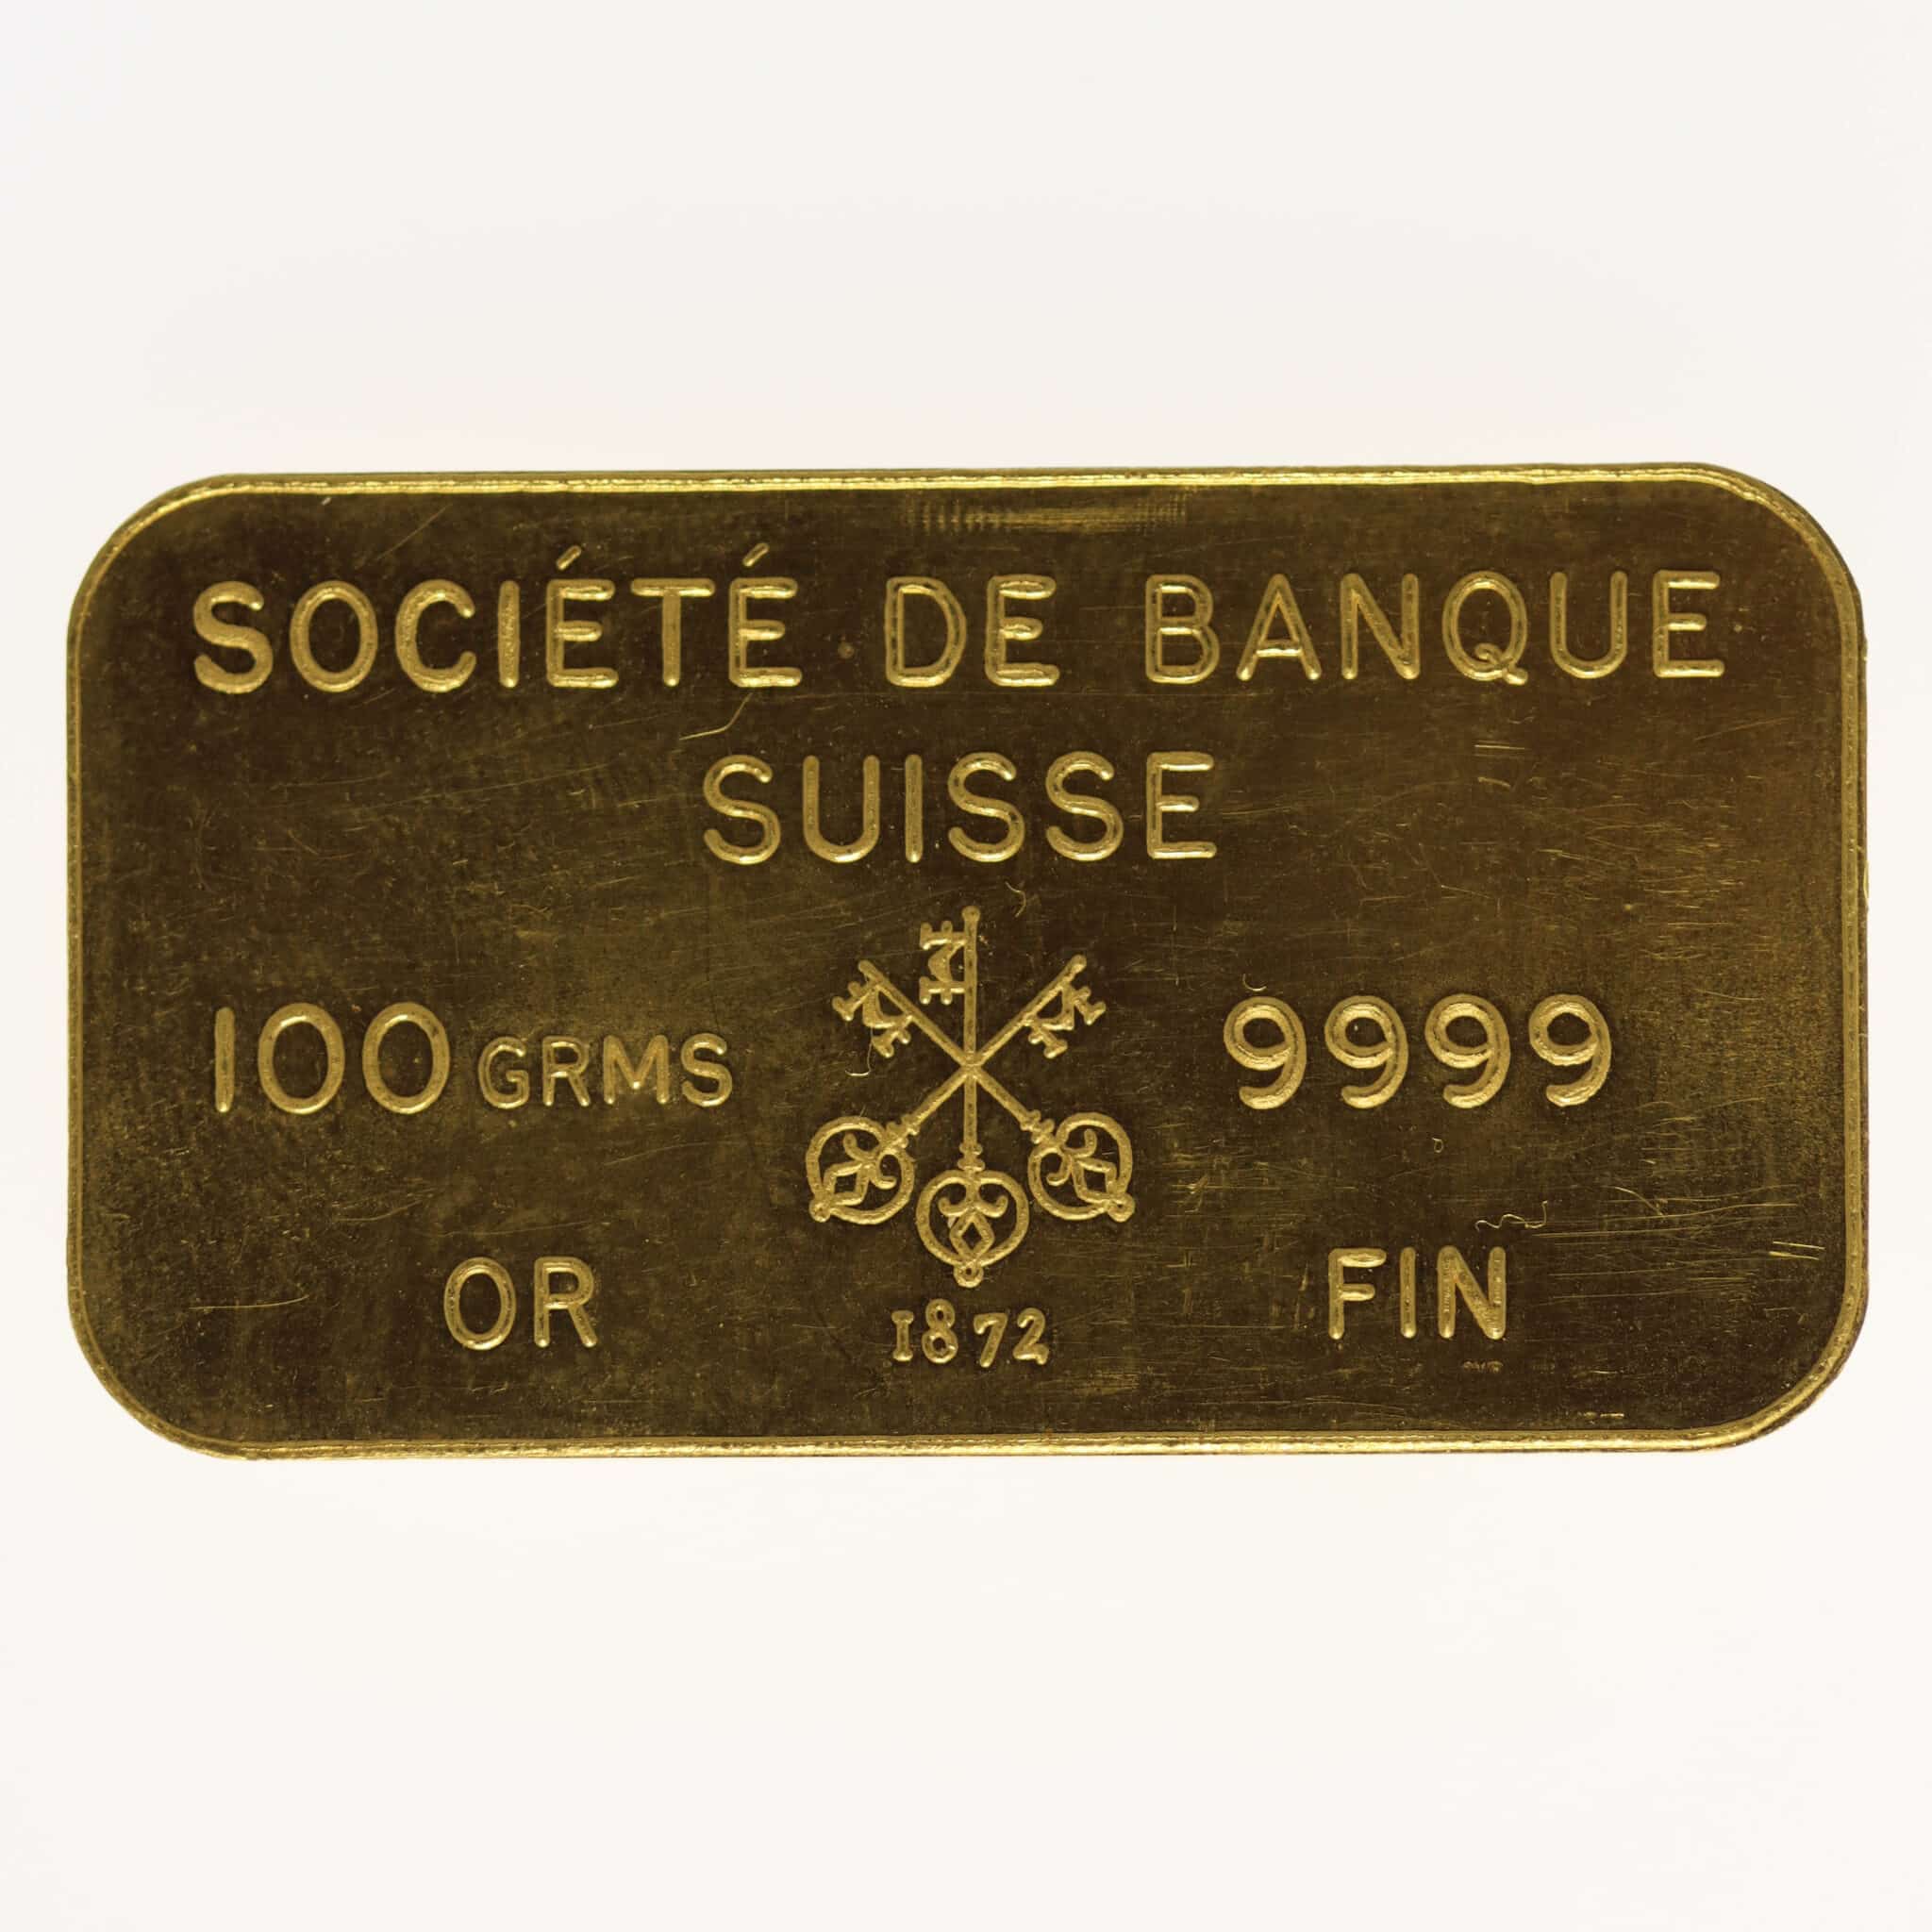 SOCIÉTÉ DE BANQUE
SUISSE
100 GRMS 9999
OR FIN
1872